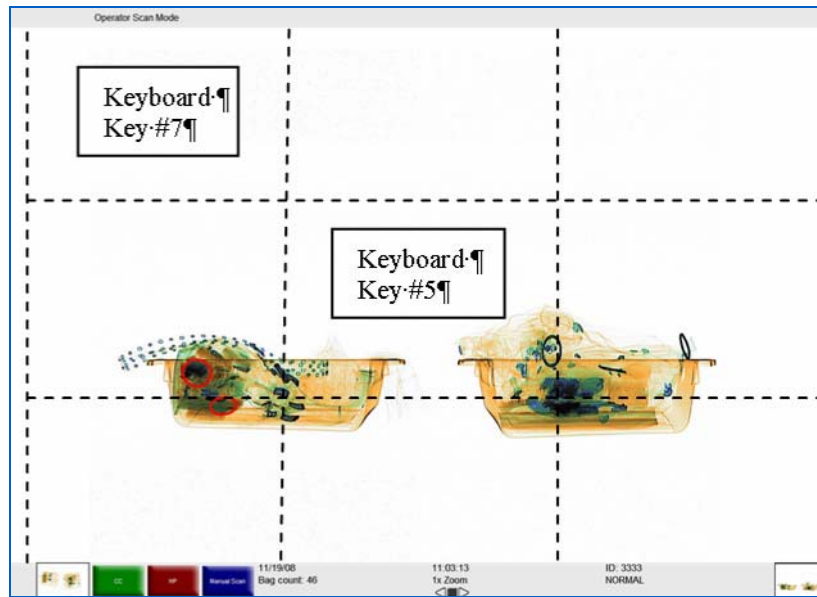 Operator Scan Mode
Keyboard·¶
Key·#7¶
Keyboard·¶
Key·#5¶
CC
HP
Manual Scan
11/19/08
Bag count: 46
11:03:13
1x Zoom
ID: 3333
NORMAL